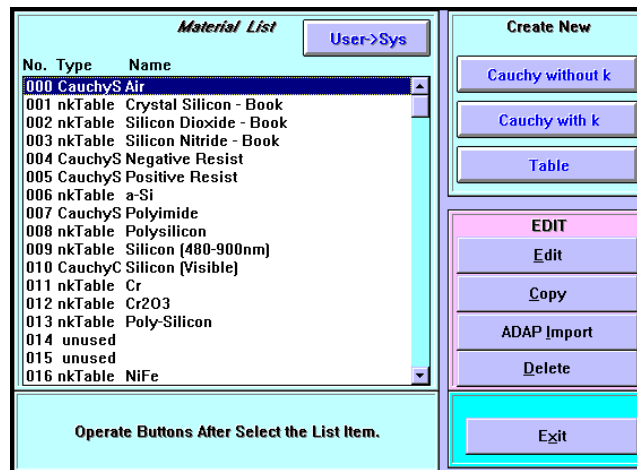 Material List
User->Sys
No. Type Name
000 CauchyS Air
001 nkTable Crystal Silicon - Book
002 nkTable Silicon Dioxide - Book
003 nkTable Silicon Nitride - Book
004 CauchyS Negative Resist
005 CauchyS Positive Resist
006 nkTable a-Si
007 CauchyS Polyimide
008 nkTable Polysilicon
009 nkTable Silicon (480-900nm)
010 CauchyC Silicon (Visible)
011 nkTable Cr
012 nkTable Cr2O3
013 nkTable Poly-Silicon
014 unused
015 unused
016 nkTable NiFe
Operate Buttons After Select the List Item.
Create New
Cauchy without k
Cauchy with k
Table
EDIT
Edit
Copy
ADAP Import
Delete
Exit